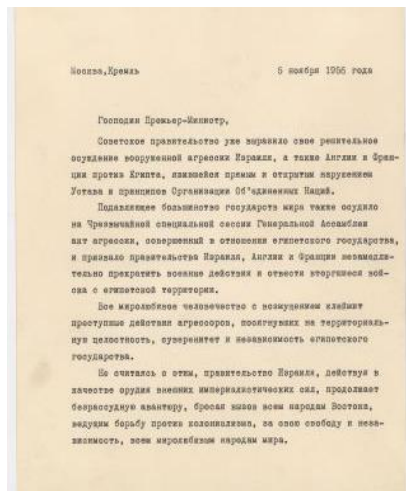 Москва, Кремль 5 ноября 1956 года
Господин Премьер-Министр,
Советское правительство уже выразило свое решительное
осуждение вооруженной агрессии Израиля, а также Англии и Фран-
ции против Египта, явившейся прямым и открытым нарушением
Устава и принципов Организации Об'единенных Наций.
Подавляющее большинство государств мира также осудило
на Чрезвычайной специальной сессии Генеральной Ассамблеи
акт агрессии, совершенный в отношении египетского государства,
и призвало правительства Израиля, Англии и Франции незамедли-
тельно прекратить военные действия и отвести вторгшиеся вой-
ска с египетской территории.
Все миролюбивое человечество с возмущением клеймит
преступные действия агрессоров, посягнувших на территориаль-
ную целостность, суверенитет и независимость египетского
государства.
Не считаясь с этим, правительство Израиля, действуя в
качестве орудия внешних империалистических сил, продолжает
безрассудную авантюру, бросая вызов всем народам Востока,
ведущим борьбу против колониализма, за свою свободу и неза-
висимость, всем миролюбивым народам мира.